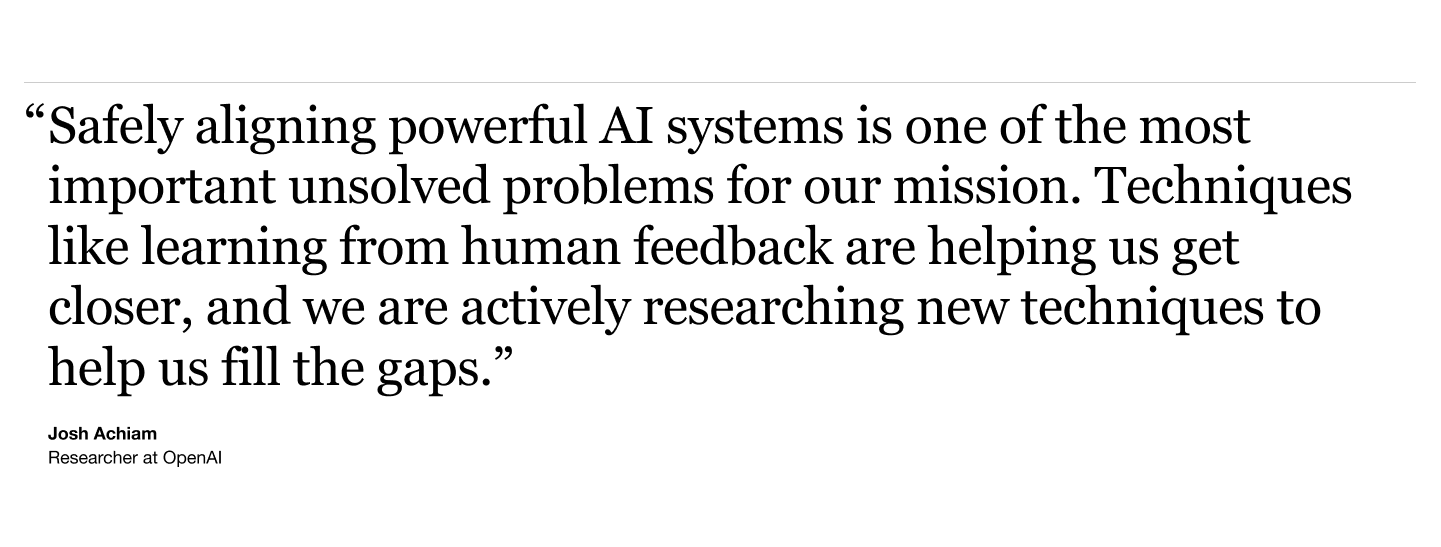 “Safely aligning powerful AI systems is one of the most
important unsolved problems for our mission. Techniques
like learning from human feedback are helping us get
closer, and we are actively researching new techniques to
help us fill the gaps.”
Josh Achiam
Researcher at OpenAI